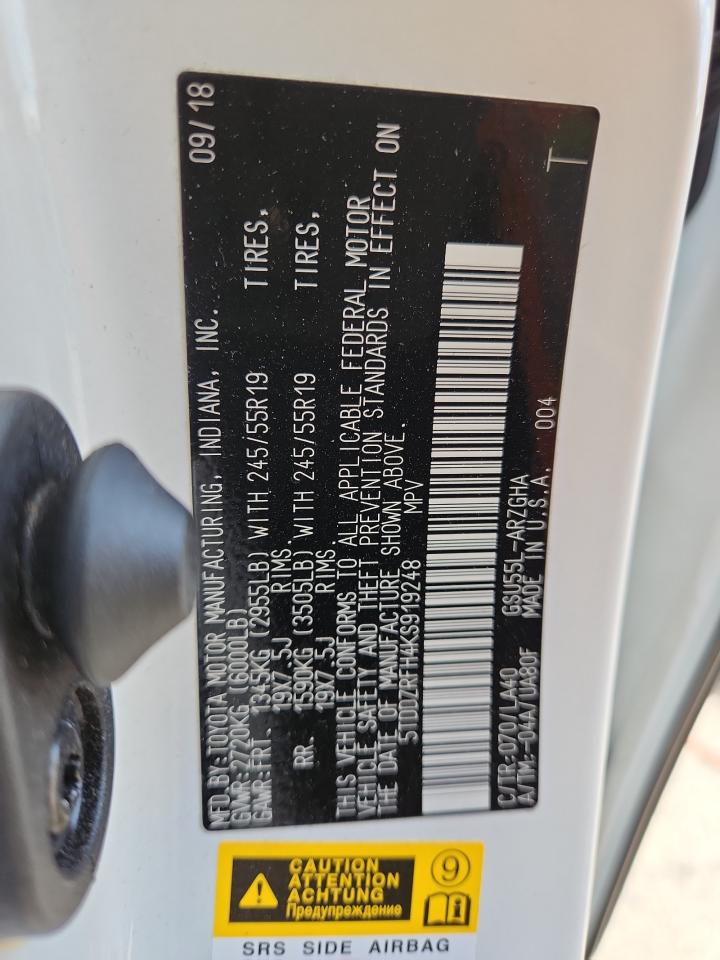 MFD.BY:TOYOTA MOTOR MANUFACTURING, INDIANA, INC. 09/18
GVWR:2720KG (6000LB)
GAWR:FRT. 1345KG (2955LB) WITH 245/55R19 TIRES,
19X7.5J RIMS.
RR. 1590KG (3505LB) WITH 245/55R19 TIRES,
19X7.5J RIMS.
THIS VEHICLE CONFORMS TO ALL APPLICABLE FEDERAL MOTOR
VEHICLE SAFETY AND THEFT PREVENTION STANDARDS IN EFFECT ON
THE DATE OF MANUFACTURE SHOWN ABOVE.
5TDDZRFH4KS919248 MPV
C/TR:070/LA40 GSU55L-ARZGHA
A/TM:-04A/UA80F MADE IN U.S.A. 004
T
CAUTION
ATTENTION
ACHTUNG
Предупреждение
9
SRS SIDE AIRBAG